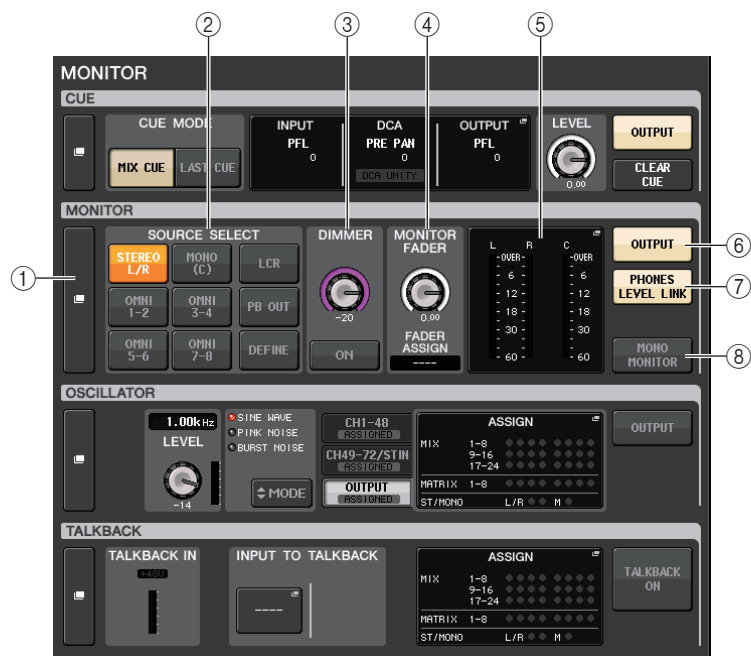 ② ③ ④ ⑤
MONITOR
CUE
CUE MODE
MIX CUE
LAST CUE
INPUT
PFL
0
DCA
PRE PAN
0
DCA UNITY
OUTPUT
PFL
0
LEVEL
0.00
OUTPUT
CLEAR
CUE
MONITOR
①
SOURCE SELECT
STEREO
L/R
MONO
(C)
LCR
OMNI
1-2
OMNI
3-4
PB OUT
OMNI
5-6
OMNI
7-8
DEFINE
DIMMER
-20
ON
MONITOR
FADER
0.00
FADER
ASSIGN
----
L R C
-OVER- -OVER
6 6
12 12
18 18
30 30
60 60
OUTPUT
⑥
PHONES
LEVEL LINK
⑦
MONO
MONITOR
⑧
OSCILLATOR
1.00kHz
LEVEL
-14
SINE WAVE
PINK NOISE
BURST NOISE
MODE
CH1-48
ASSIGNED
CH49-72/STIN
ASSIGNED
OUTPUT
ASSIGNED
ASSIGN
MIX 1-8
9-16
17-24
MATRIX 1-8
ST/MONO L/R M
OUTPUT
TALKBACK
TALKBACK IN
+48V
INPUT TO TALKBACK
----
ASSIGN
MIX 1-8
9-16
17-24
MATRIX 1-8
ST/MONO L/R M
TALKBACK
ON